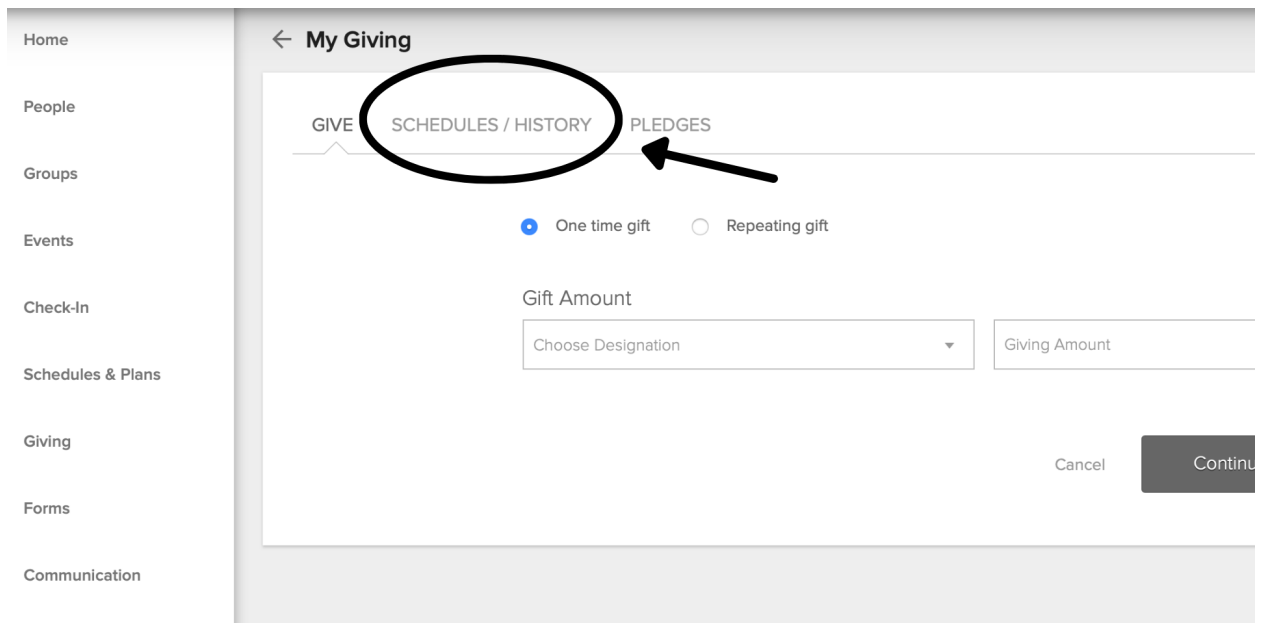 Home
People
Groups
Events
Check-In
Schedules & Plans
Giving
Forms
Communication
My Giving
GIVE SCHEDULES / HISTORY PLEDGES
One time gift Repeating gift
Gift Amount
Choose Designation Giving Amount
Cancel Continu